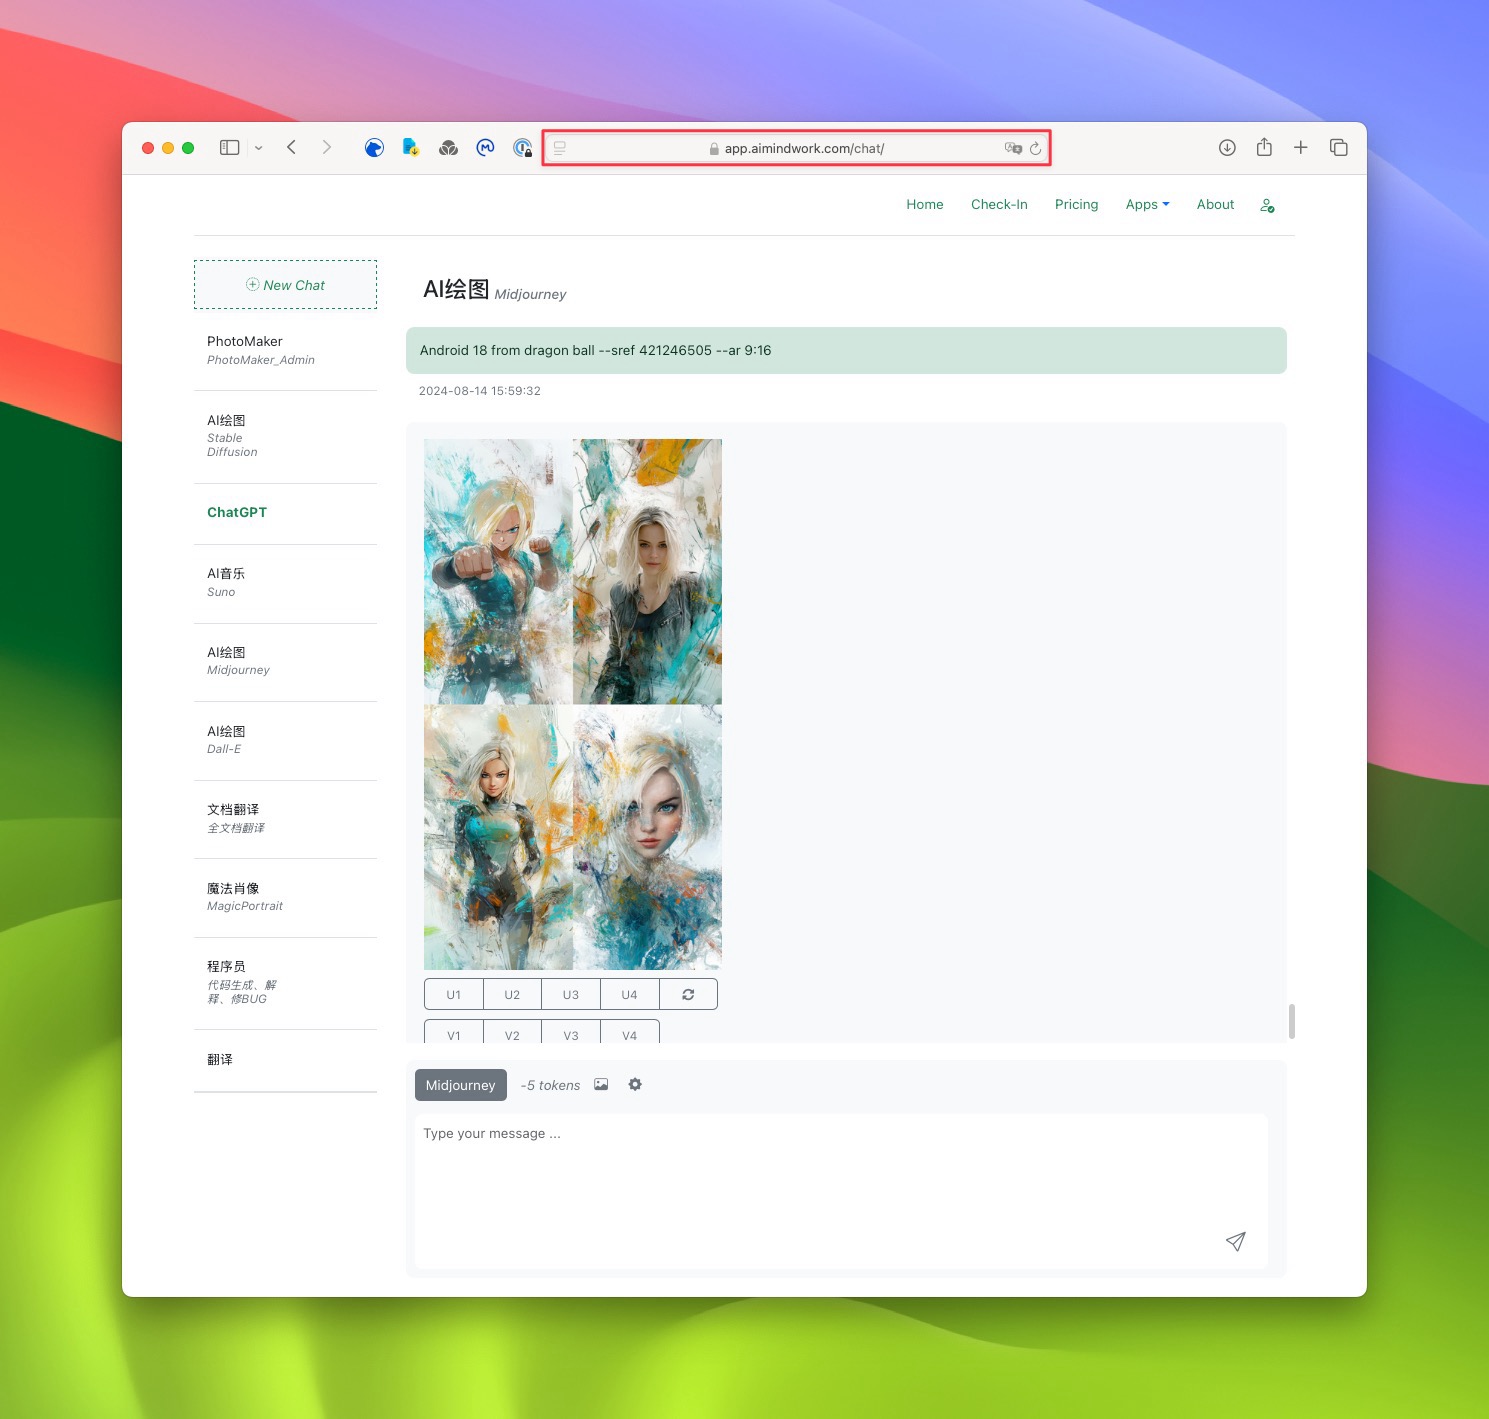 app.aimindwork.com/chat/
Home
Check-In
Pricing
Apps
About
New Chat
PhotoMaker
PhotoMaker_Admin
AI绘图
Stable
Diffusion
ChatGPT
AI音乐
Suno
AI绘图
Midjourney
AI绘图
Dall-E
文档翻译
全文档翻译
魔法肖像
MagicPortrait
程序员
代码生成、解
释、修BUG
翻译
AI绘图 Midjourney
Android 18 from dragon ball --sref 421246505 --ar 9:16
2024-08-14 15:59:32
U1
U2
U3
U4
V1
V2
V3
V4
Midjourney
-5 tokens
Type your message ...